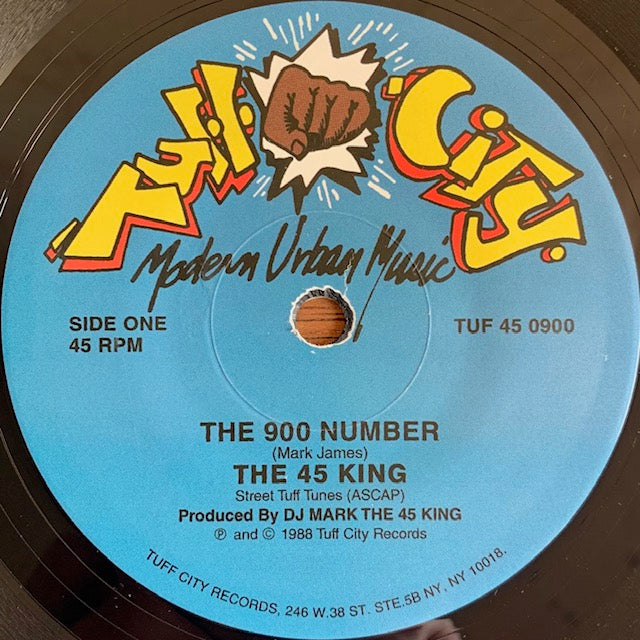 Tuff City
Modern Urban Music
SIDE ONE
45 RPM
TUF 45 0900
THE 900 NUMBER
(Mark James)
THE 45 KING
Street Tuff Tunes (ASCAP)
Produced By DJ MARK THE 45 KING
℗ and © 1988 Tuff City Records
TUFF CITY RECORDS, 246 W.38 ST. STE.5B NY, NY 10018.